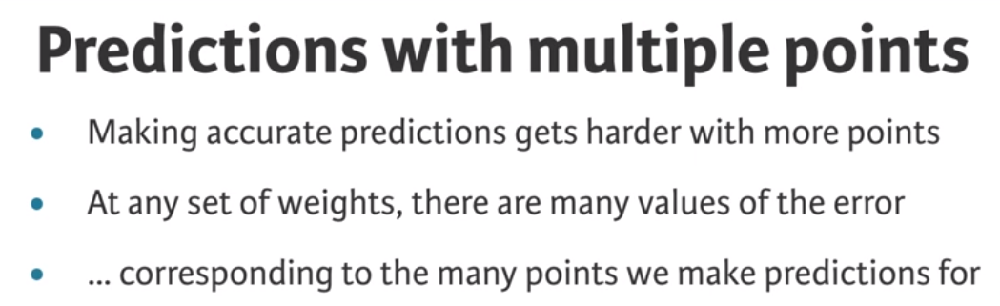 Predictions with multiple points
• Making accurate predictions gets harder with more points
• At any set of weights, there are many values of the error
• ... corresponding to the many points we make predictions for